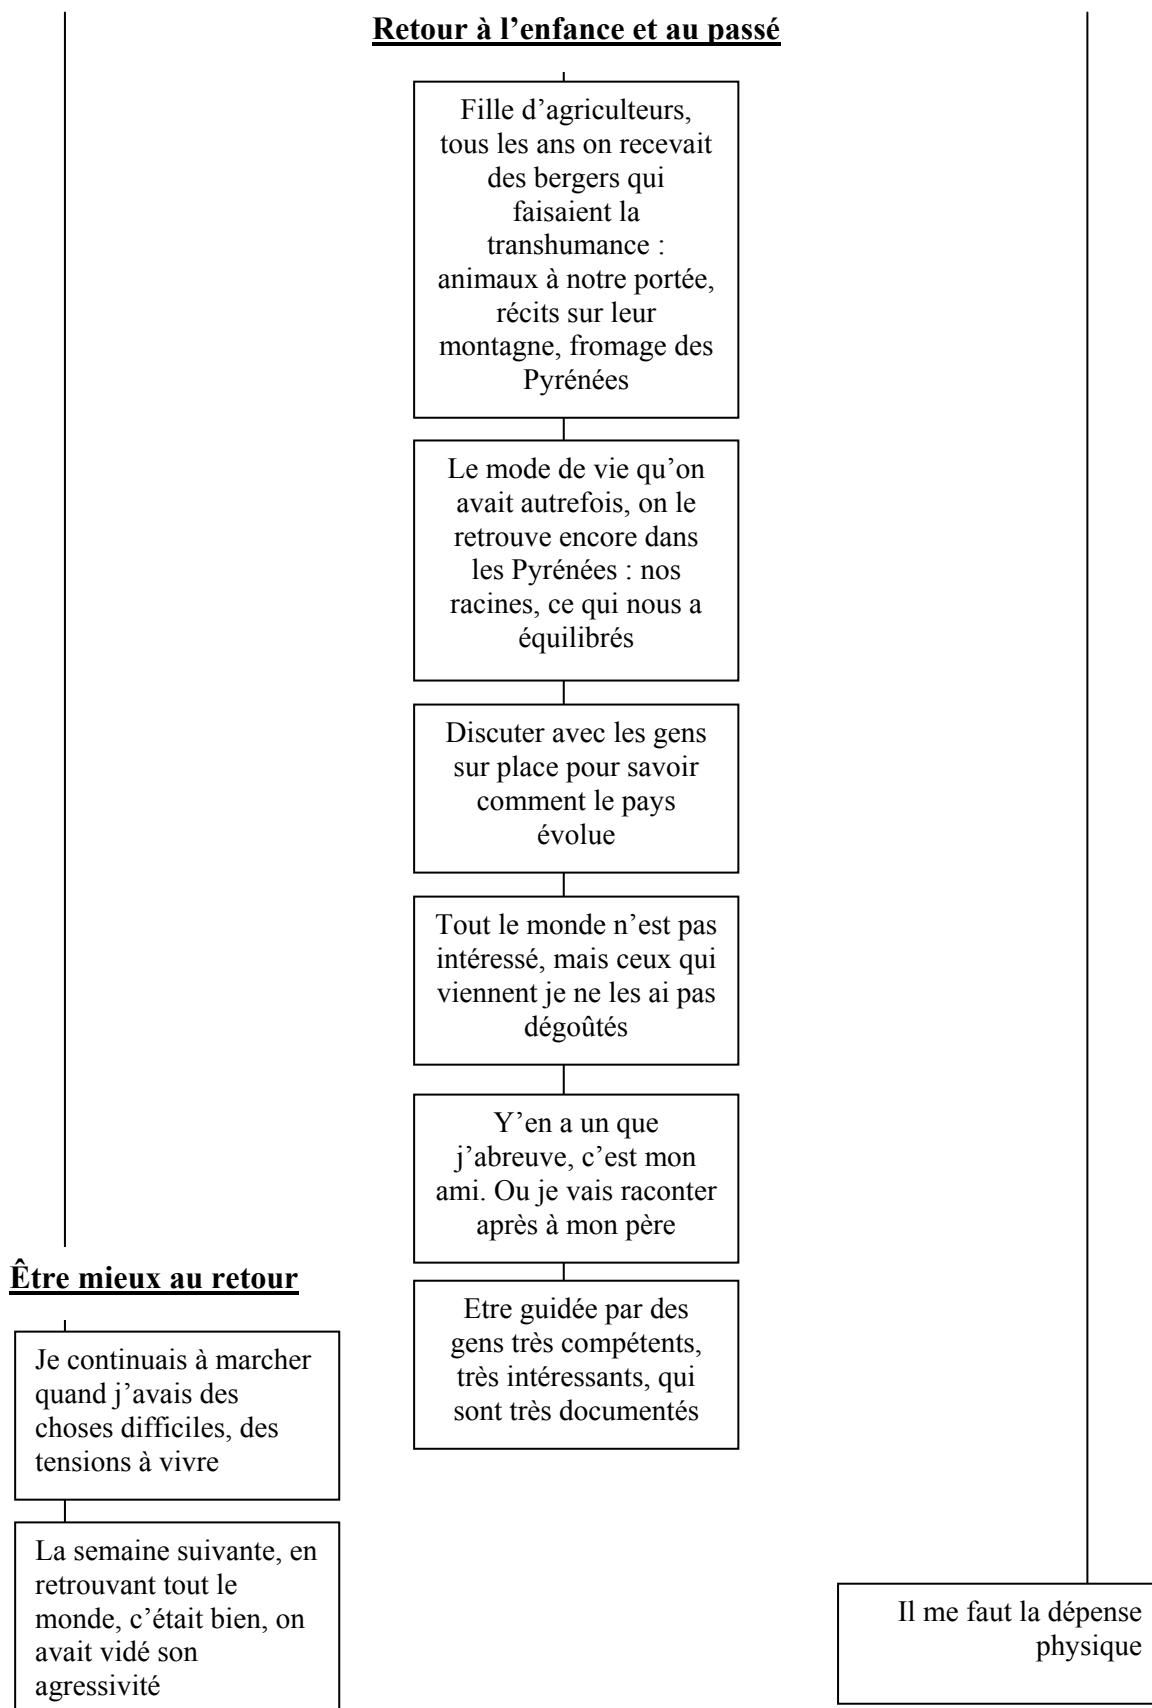 Retour à l’enfance et au passé
Fille d’agriculteurs,
tous les ans on recevait
des bergers qui
faisaient la
transhumance :
animaux à notre portée,
récits sur leur
montagne, fromage des
Pyrénées
Le mode de vie qu’on
avait autrefois, on le
retrouve encore dans
les Pyrénées : nos
racines, ce qui nous a
équilibrés
Discuter avec les gens
sur place pour savoir
comment le pays
évolue
Tout le monde n’est pas
intéressé, mais ceux qui
viennent je ne les ai pas
dégoûtés
Y’en a un que
j’abreuve, c’est mon
ami. Ou je vais raconter
après à mon père
Etre guidée par des
gens très compétents,
très intéressants, qui
sont très documentés
Être mieux au retour
Je continuais à marcher
quand j’avais des
choses difficiles, des
tensions à vivre
La semaine suivante, en
retrouvant tout le
monde, c’était bien, on
avait vidé son
agressivité
Il me faut la dépense
physique